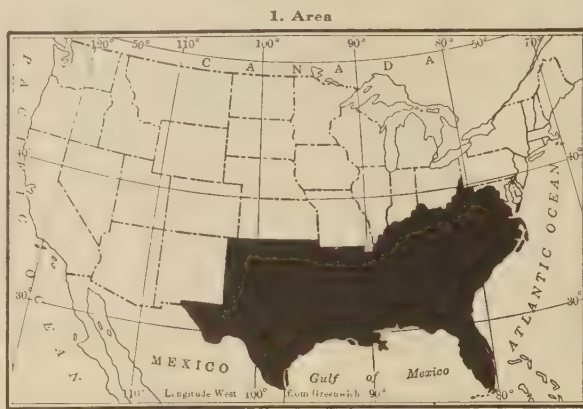 I. Area
120° 50° 110° 100° 90° 80° 50° 70°
C A N A D A
P A C I F I C O C E A N
40°
ATLANTIC OCEAN
30° 30°
MEXICO
Gulf of Mexico
110° Longitude West 100° from Greenwich 90° 80°